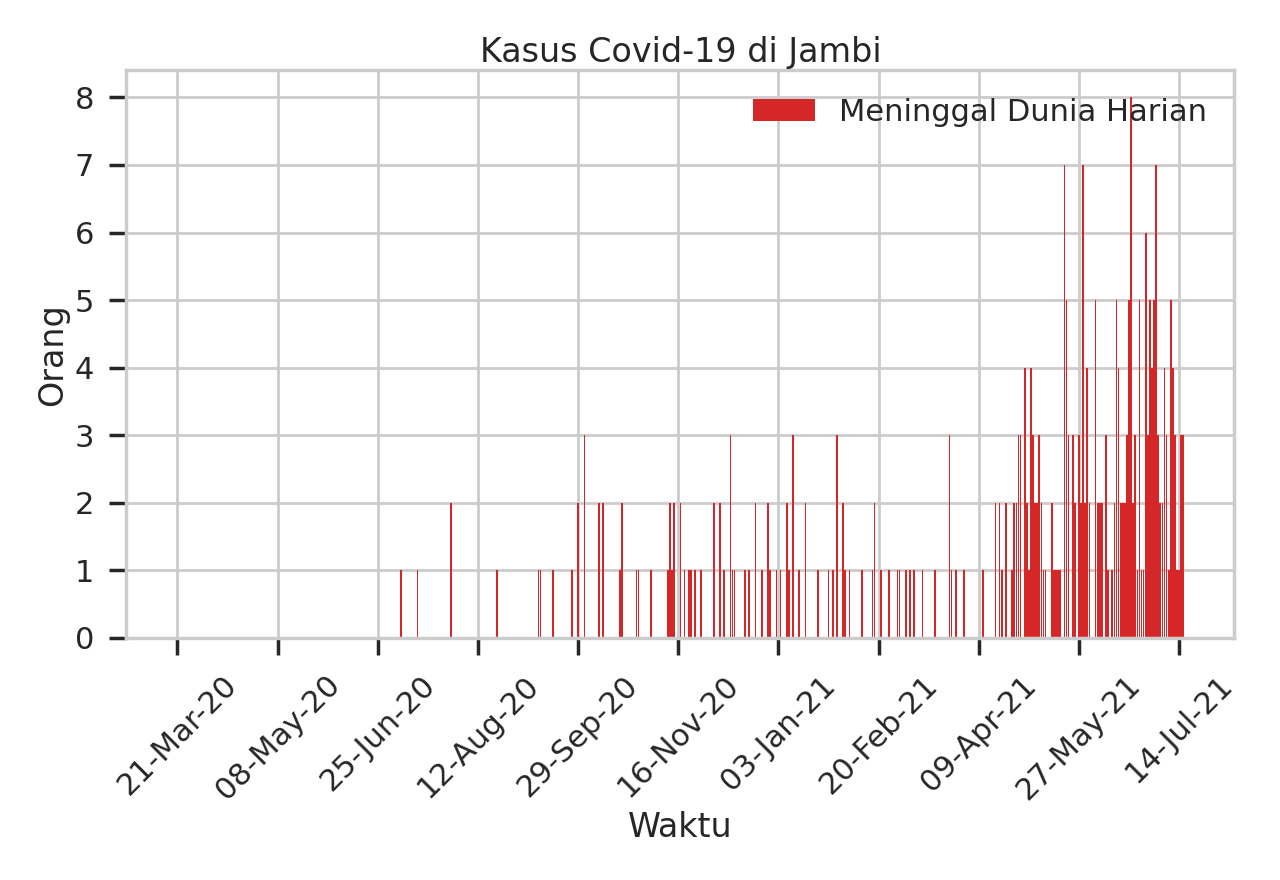 Kasus Covid-19 di Jambi
Meninggal Dunia Harian
Orang
8
7
6
5
4
3
2
1
0
21-Mar-20
08-May-20
25-Jun-20
12-Aug-20
29-Sep-20
16-Nov-20
03-Jan-21
20-Feb-21
09-Apr-21
27-May-21
14-Jul-21
Waktu